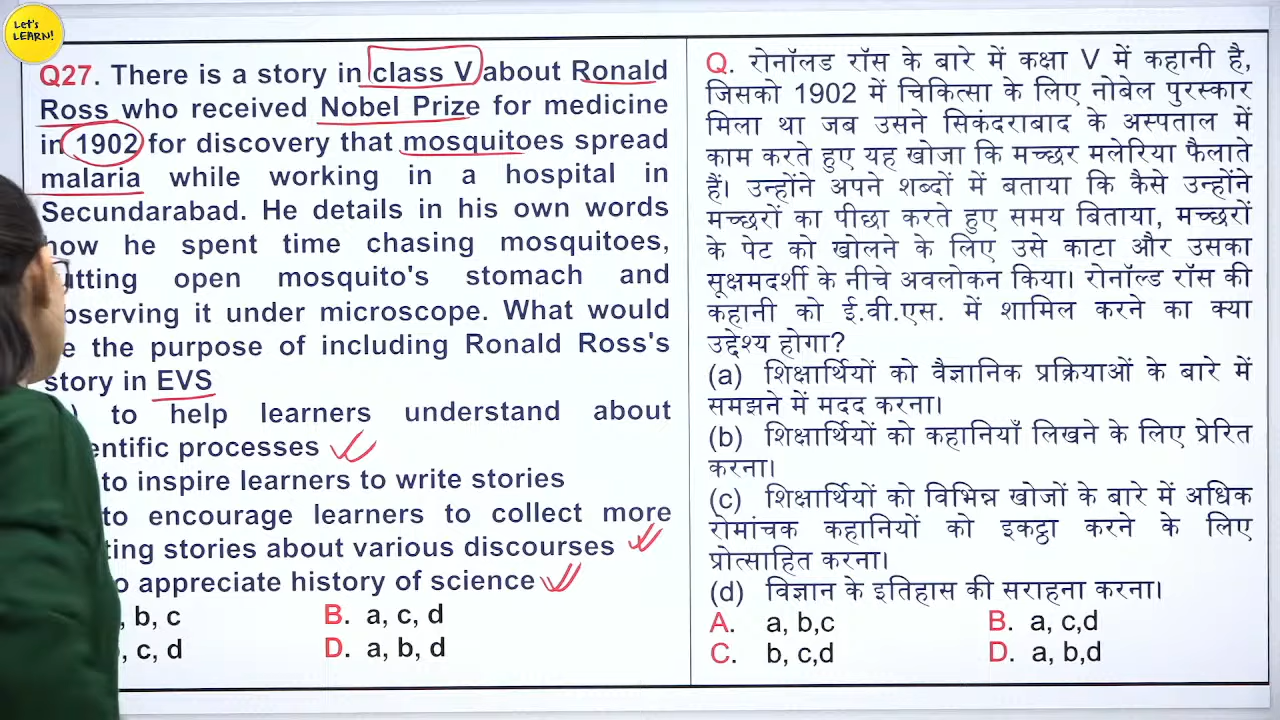 Let's
LEARN!
Q27. There is a story in class V about Ronald
Ross who received Nobel Prize for medicine
in 1902 for discovery that mosquitoes spread
malaria while working in a hospital in
Secundarabad. He details in his own words
how he spent time chasing mosquitoes,
utting open mosquito's stomach and
bserving it under microscope. What would
e the purpose of including Ronald Ross's
story in EVS
) to help learners understand about
entific processes
to inspire learners to write stories
to encourage learners to collect more
ting stories about various discourses
o appreciate history of science
, b, c B. a, c, d
, c, d D. a, b, d
Q. रोनॉलड रॉस के बारे में कक्षा V में कहानी है,
जिसको 1902 में चिकित्सा के लिए नोबेल पुरस्कार
मिला था जब उसने सिकंदराबाद के अस्पताल में
काम करते हुए यह खोजा कि मच्छर मलेरिया फैलाते
हैं। उन्होंने अपने शब्दों में बताया कि कैसे उन्होंने
मच्छरों का पीछा करते हुए समय बिताया, मच्छरों
के पेट को खोलने के लिए उसे काटा और उसका
सूक्षमदर्शी के नीचे अवलोकन किया। रोनॉल्ड रॉस की
कहानी को ई.वी.एस. में शामिल करने का क्या
उद्देश्य होगा?
(a) शिक्षार्थियों को वैज्ञानिक प्रक्रियाओं के बारे में
समझने में मदद करना।
(b) शिक्षार्थियों को कहानियाँ लिखने के लिए प्रेरित
करना।
(c) शिक्षार्थियों को विभिन्न खोजों के बारे में अधिक
रोमांचक कहानियों को इकट्ठा करने के लिए
प्रोत्साहित करना।
(d) विज्ञान के इतिहास की सराहना करना।
A. a, b,c B. a, c,d
C. b, c,d D. a, b,d